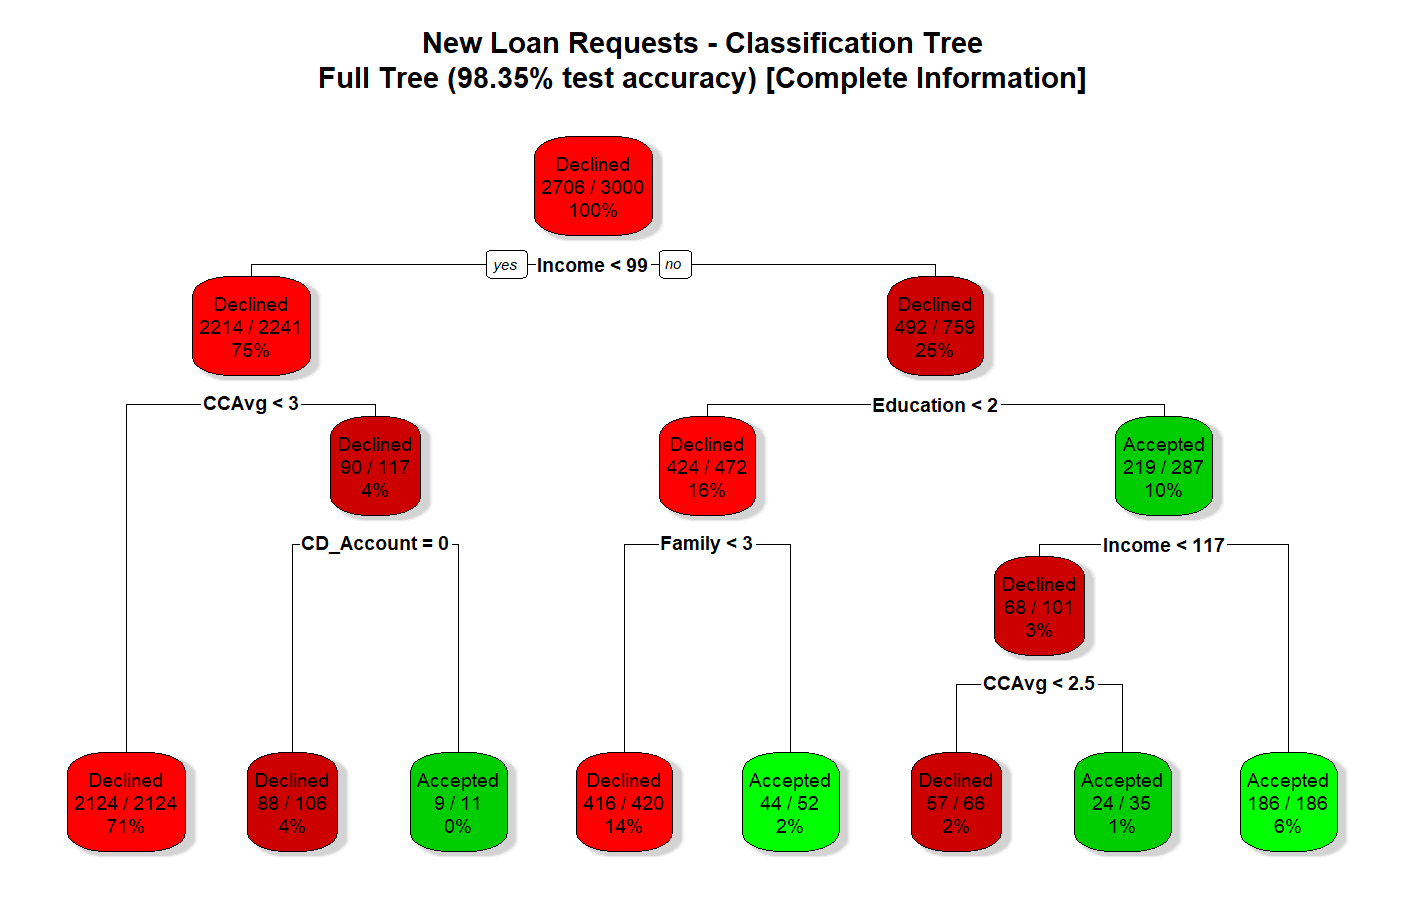 New Loan Requests - Classification Tree
Full Tree (98.35% test accuracy) [Complete Information]
Declined
2706 / 3000
100%
yes
Income < 99
no
Declined
2214 / 2241
75%
Declined
492 / 759
25%
CCAvg < 3
Education < 2
Declined
90 / 117
4%
Declined
424 / 472
16%
Accepted
219 / 287
10%
CD_Account = 0
Family < 3
Income < 117
Declined
68 / 101
3%
CCAvg < 2.5
Declined
2124 / 2124
71%
Declined
88 / 106
4%
Accepted
9 / 11
0%
Declined
416 / 420
14%
Accepted
44 / 52
2%
Declined
57 / 66
2%
Accepted
24 / 35
1%
Accepted
186 / 186
6%